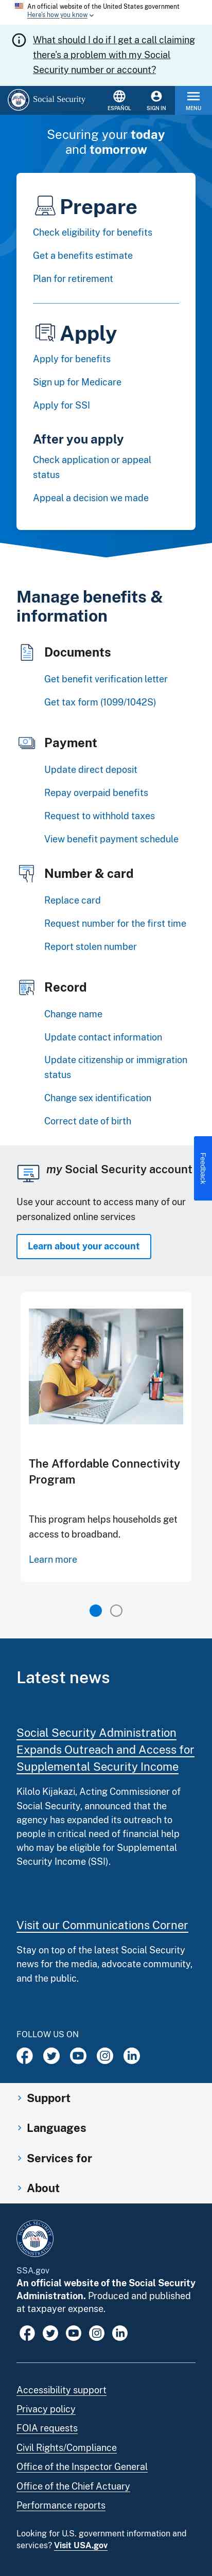 An official website of the United States government
Here's how you know
What should I do if I get a call claiming
there's a problem with my Social
Security number or account?
Social Security
ESPAÑOL
SIGN IN
MENU
Securing your today
and tomorrow
Prepare
Check eligibility for benefits
Get a benefits estimate
Plan for retirement
Apply
Apply for benefits
Sign up for Medicare
Apply for SSI
After you apply
Check application or appeal
status
Appeal a decision we made
Manage benefits &
information
Documents
Get benefit verification letter
Get tax form (1099/1042S)
Payment
Update direct deposit
Repay overpaid benefits
Request to withhold taxes
View benefit payment schedule
Number & card
Replace card
Request number for the first time
Report stolen number
Record
Change name
Update contact information
Update citizenship or immigration
status
Change sex identification
Correct date of birth
Feedback
my Social Security account
Use your account to access many of our
personalized online services
Learn about your account
The Affordable Connectivity
Program
This program helps households get
access to broadband.
Learn more
Latest news
Social Security Administration
Expands Outreach and Access for
Supplemental Security Income
Kilolo Kijakazi, Acting Commissioner of
Social Security, announced that the
agency has expanded its outreach to
people in critical need of financial help
who may be eligible for Supplemental
Security Income (SSI).
Visit our Communications Corner
Stay on top of the latest Social Security
news for the media, advocate community,
and the public.
FOLLOW US ON
Support
Languages
Services for
About
SSA.gov
An official website of the Social Security
Administration. Produced and published
at taxpayer expense.
Accessibility support
Privacy policy
FOIA requests
Civil Rights/Compliance
Office of the Inspector General
Office of the Chief Actuary
Performance reports
Looking for U.S. government information and
services? Visit USA.gov